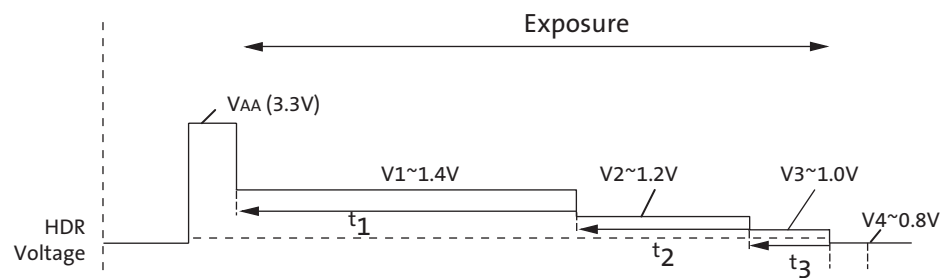 Exposure
VAA (3.3V)
V1~1.4V
V2~1.2V
V3~1.0V
HDR
Voltage
V4~0.8V
t1
t2
t3